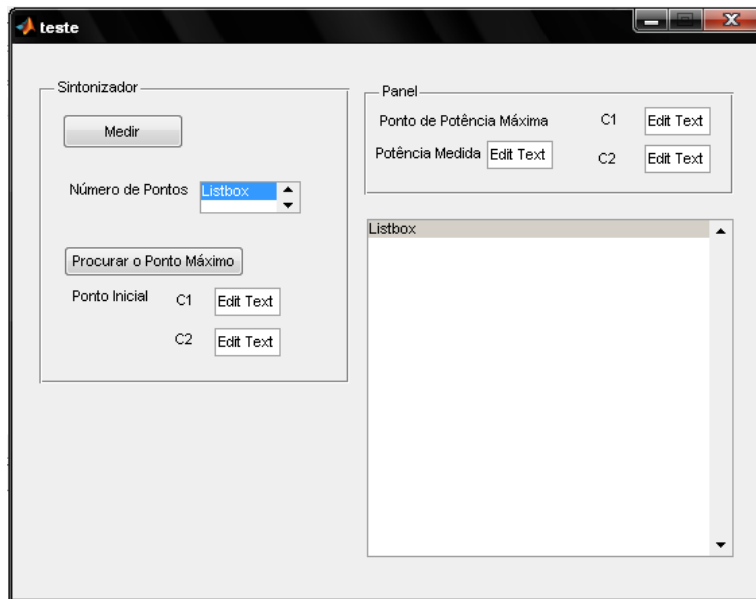 teste
Sintonizador
Medir
Número de Pontos Listbox
Procurar o Ponto Máximo
Ponto Inicial C1 Edit Text
C2 Edit Text
Panel
Ponto de Potência Máxima C1 Edit Text
Potência Medida Edit Text C2 Edit Text
Listbox